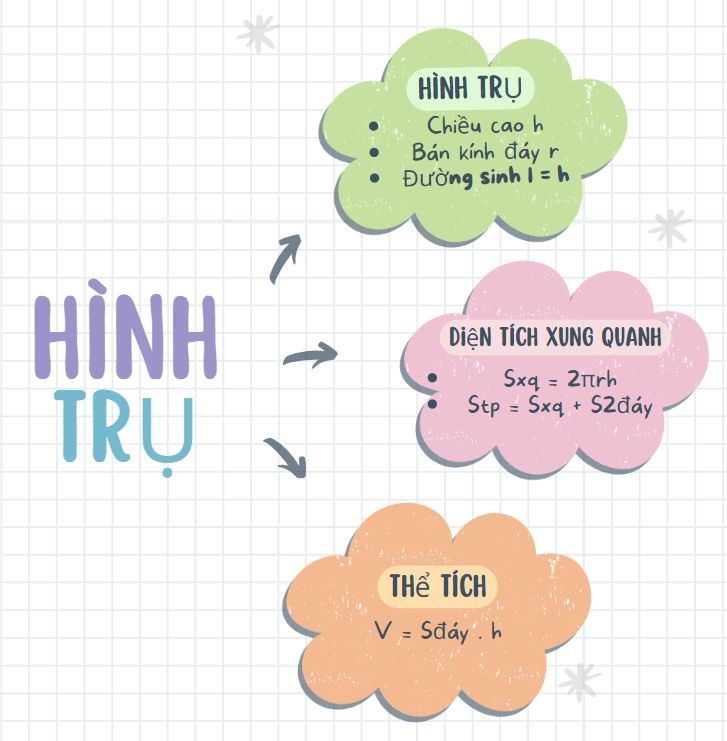 HÌNH
TRỤ
HÌNH TRỤ
• Chiều cao h
• Bán kính đáy r
• Đường sinh l = h
DIỆN TÍCH XUNG QUANH
• Sxq = 2πrh
• Stp = Sxq + S2đáy
THỂ TÍCH
V = Sđáy . h